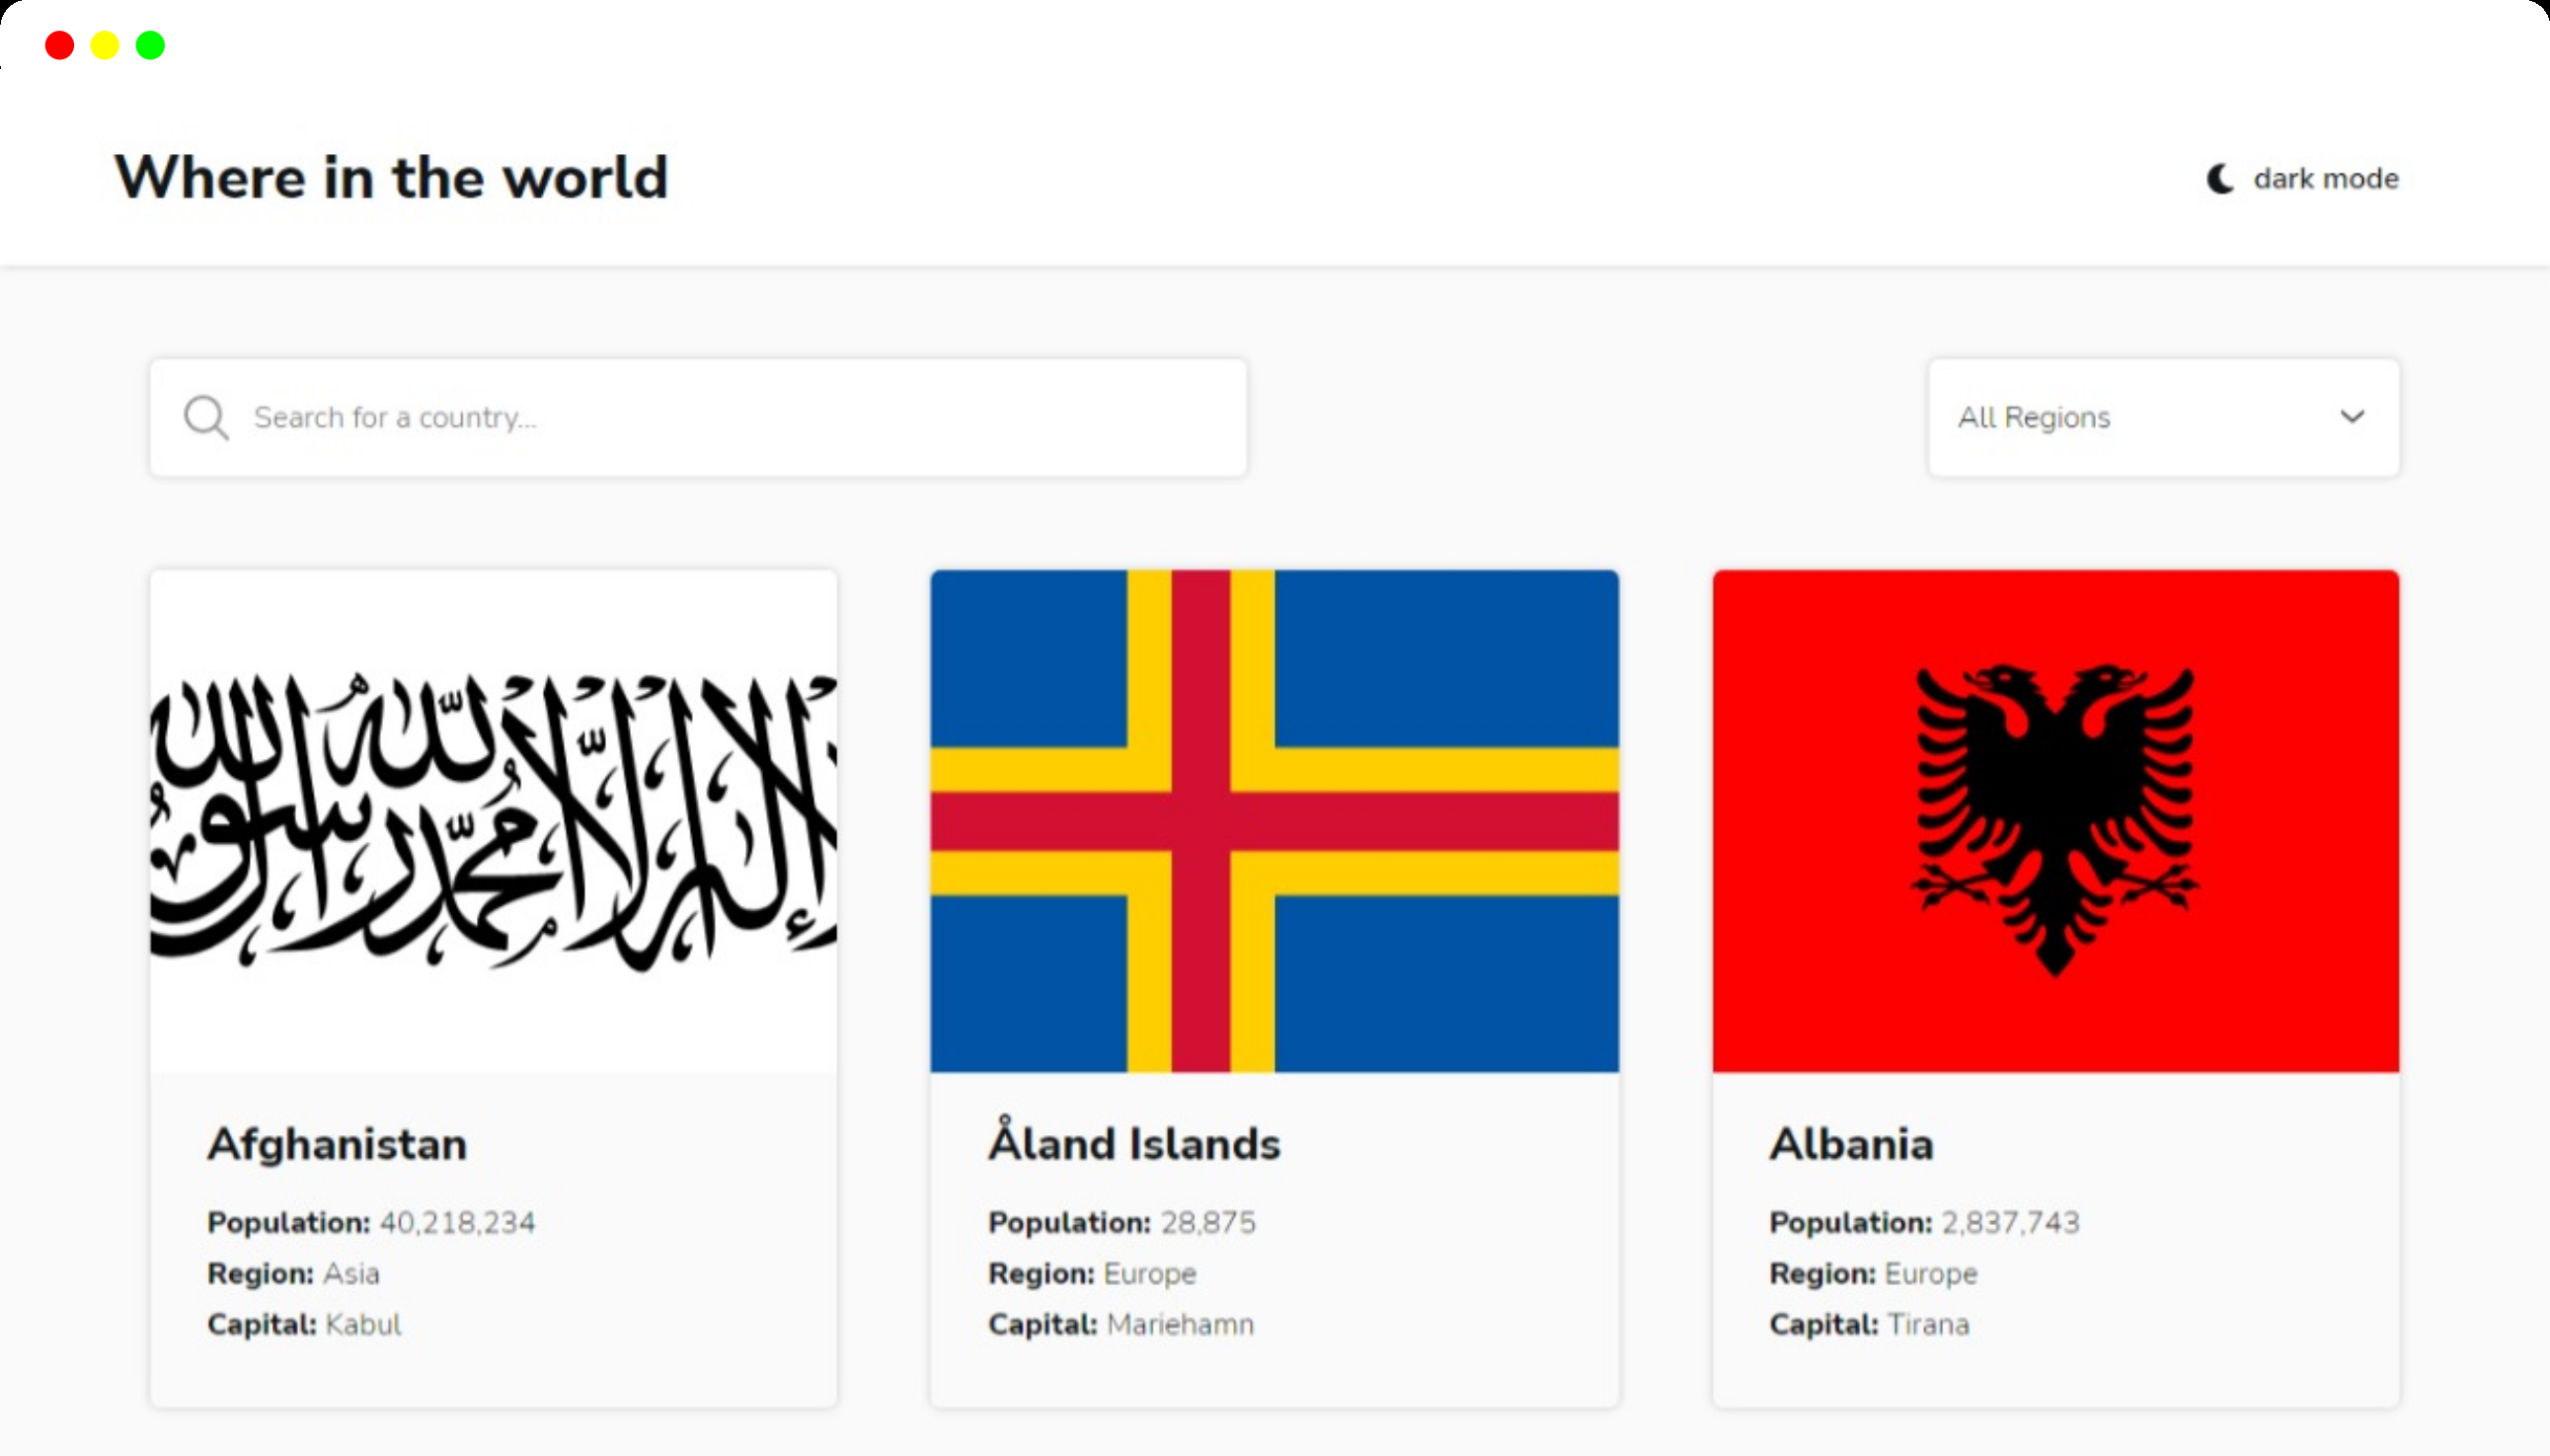 Where in the world
dark mode
Search for a country...
All Regions
لا إله إلا الله محمد رسول الله
Afghanistan
Population: 40,218,234
Region: Asia
Capital: Kabul
Åland Islands
Population: 28,875
Region: Europe
Capital: Mariehamn
Albania
Population: 2,837,743
Region: Europe
Capital: Tirana